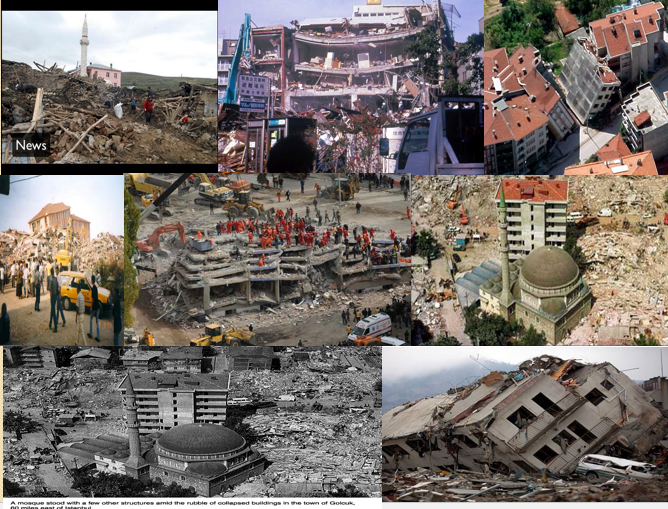 News
A mosque stood with a few other structures amid the rubble of collapsed buildings in the town of Golcuk,
60 miles east of Istanbul